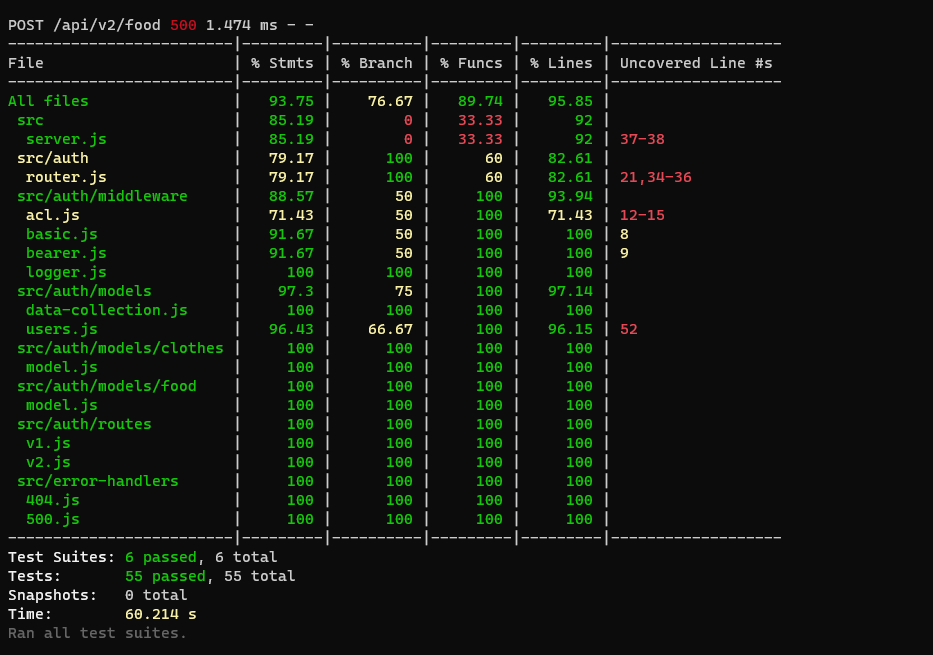 POST /api/v2/food 500 1.474 ms - -
-------------------------|---------|----------|---------|---------|-------------------
File                     | % Stmts | % Branch | % Funcs | % Lines | Uncovered Line #s
-------------------------|---------|----------|---------|---------|-------------------
All files                |   93.75 |    76.67 |   89.74 |   95.85 |
 src                     |   85.19 |        0 |   33.33 |      92 |
  server.js              |   85.19 |        0 |   33.33 |      92 | 37-38
 src/auth                |   79.17 |      100 |      60 |   82.61 |
  router.js              |   79.17 |      100 |      60 |   82.61 | 21,34-36
 src/auth/middleware     |   88.57 |       50 |     100 |   93.94 |
  acl.js                 |   71.43 |       50 |     100 |   71.43 | 12-15
  basic.js               |   91.67 |       50 |     100 |     100 | 8
  bearer.js              |   91.67 |       50 |     100 |     100 | 9
  logger.js              |     100 |      100 |     100 |     100 |
 src/auth/models         |    97.3 |       75 |     100 |   97.14 |
  data-collection.js     |     100 |      100 |     100 |     100 |
  users.js               |   96.43 |    66.67 |     100 |   96.15 | 52
 src/auth/models/clothes |     100 |      100 |     100 |     100 |
  model.js               |     100 |      100 |     100 |     100 |
 src/auth/models/food    |     100 |      100 |     100 |     100 |
  model.js               |     100 |      100 |     100 |     100 |
 src/auth/routes         |     100 |      100 |     100 |     100 |
  v1.js                  |     100 |      100 |     100 |     100 |
  v2.js                  |     100 |      100 |     100 |     100 |
 src/error-handlers      |     100 |      100 |     100 |     100 |
  404.js                 |     100 |      100 |     100 |     100 |
  500.js                 |     100 |      100 |     100 |     100 |
-------------------------|---------|----------|---------|---------|-------------------
Test Suites: 6 passed, 6 total
Tests:       55 passed, 55 total
Snapshots:   0 total
Time:        60.214 s
Ran all test suites.